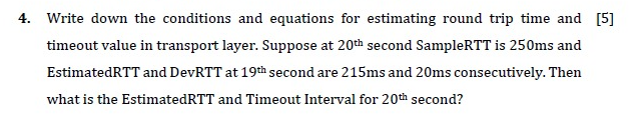 4. Write down the conditions and equations for estimating round trip time and [5]
timeout value in transport layer. Suppose at 20th second SampleRTT is 250ms and
EstimatedRTT and DevRTT at 19th second are 215ms and 20ms consecutively. Then
what is the EstimatedRTT and Timeout Interval for 20th second?